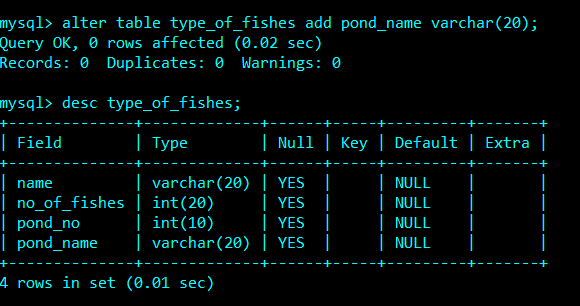 mysql> alter table type_of_fishes add pond_name varchar(20);
Query OK, 0 rows affected (0.02 sec)
Records: 0  Duplicates: 0  Warnings: 0

mysql> desc type_of_fishes;
+--------------+-------------+------+-----+---------+-------+
| Field        | Type        | Null | Key | Default | Extra |
+--------------+-------------+------+-----+---------+-------+
| name         | varchar(20) | YES  |     | NULL    |       |
| no_of_fishes | int(20)     | YES  |     | NULL    |       |
| pond_no      | int(10)     | YES  |     | NULL    |       |
| pond_name    | varchar(20) | YES  |     | NULL    |       |
+--------------+-------------+------+-----+---------+-------+
4 rows in set (0.01 sec)